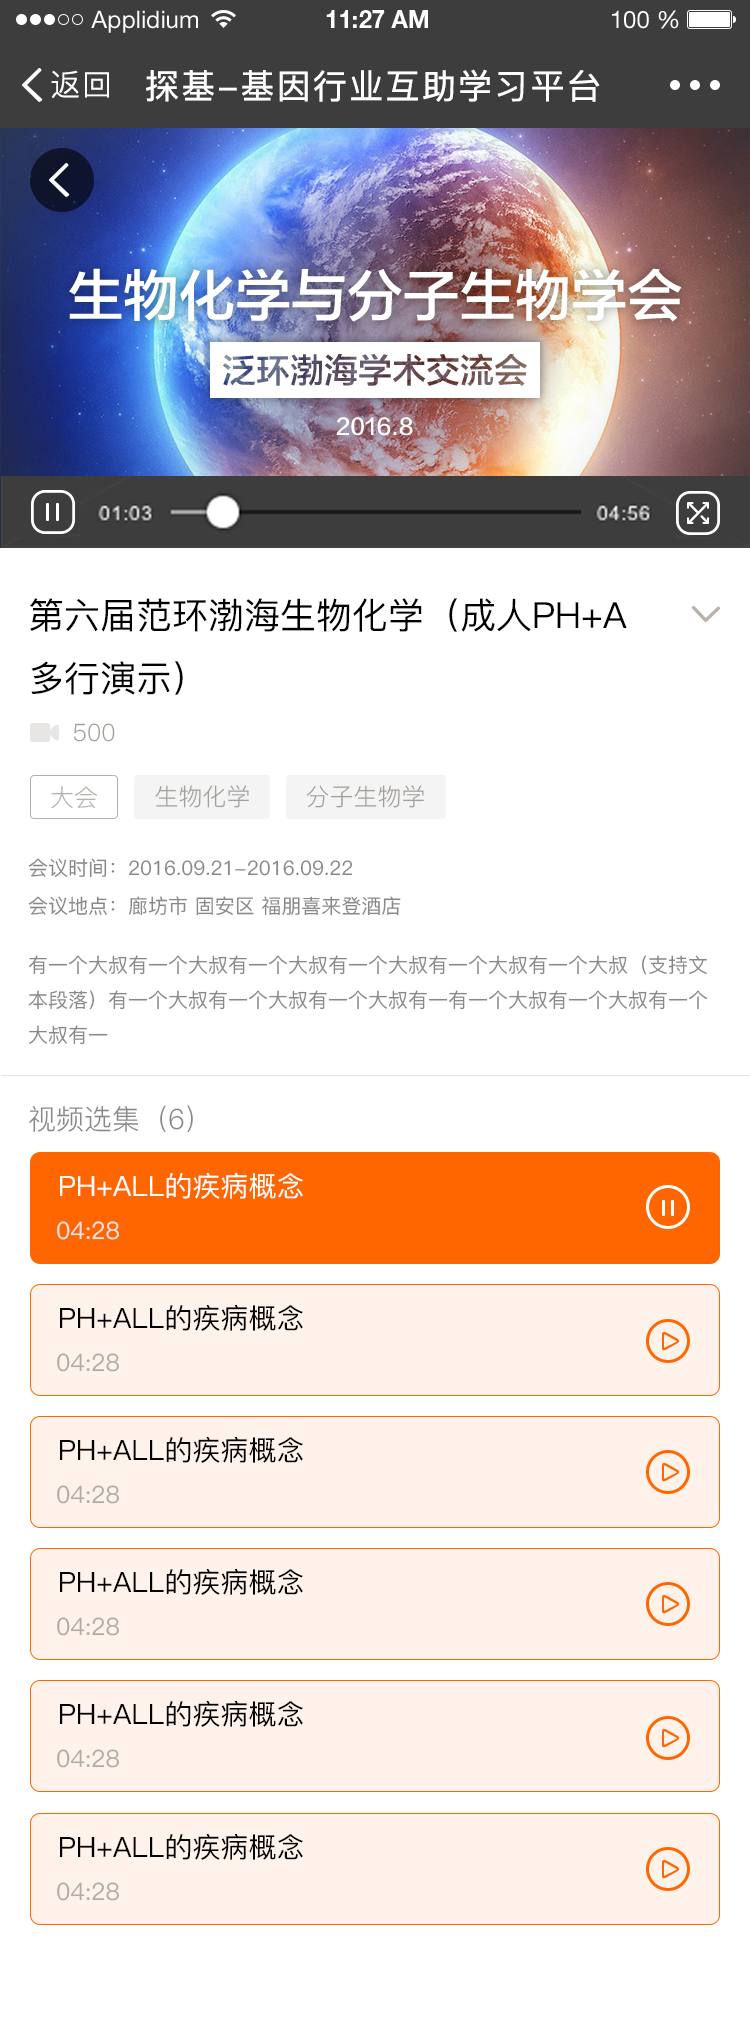 Applidium 11:27 AM 100 %
返回 探基-基因行业互助学习平台
生物化学与分子生物学会
泛环渤海学术交流会
2016.8
01:03 04:56
第六届范环渤海生物化学（成人PH+A
多行演示）
500
大会 生物化学 分子生物学
会议时间：2016.09.21-2016.09.22
会议地点：廊坊市 固安区 福朋喜来登酒店
有一个大叔有一个大叔有一个大叔有一个大叔有一个大叔有一个大叔（支持文
本段落）有一个大叔有一个大叔有一个大叔有一有一个大叔有一个大叔有一个
大叔有一
视频选集（6）
PH+ALL的疾病概念
04:28
PH+ALL的疾病概念
04:28
PH+ALL的疾病概念
04:28
PH+ALL的疾病概念
04:28
PH+ALL的疾病概念
04:28
PH+ALL的疾病概念
04:28